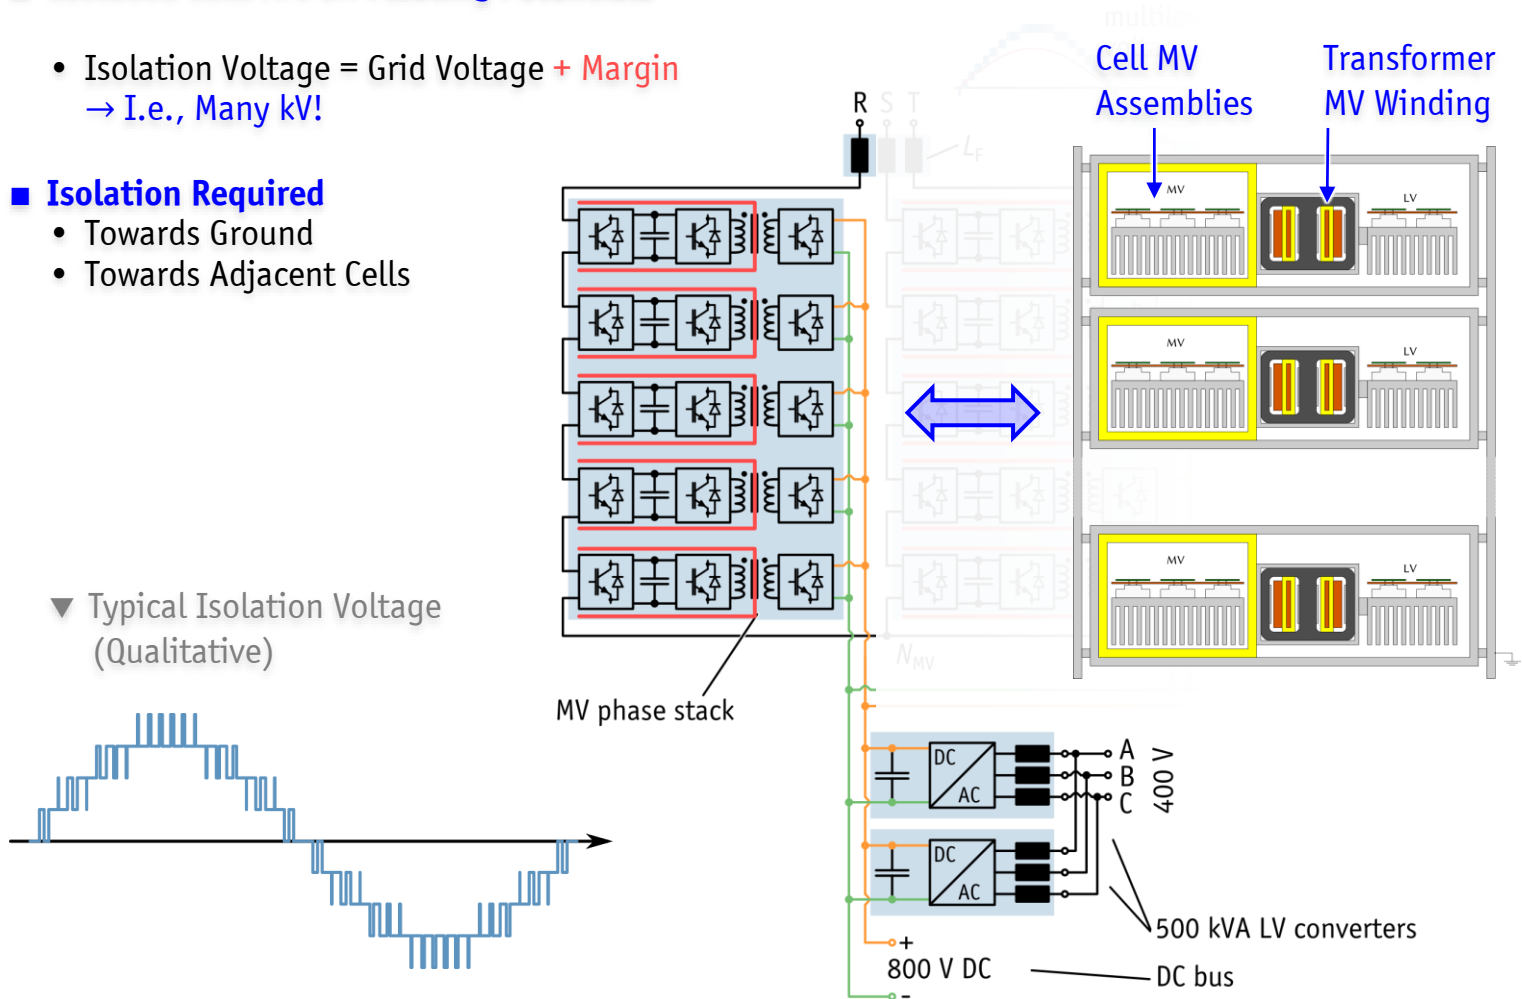 • Isolation Voltage = Grid Voltage + Margin
→ I.e., Many kV!
■ Isolation Required
• Towards Ground
• Towards Adjacent Cells
▼ Typical Isolation Voltage
(Qualitative)
R S T
L_F
N_MV
MV phase stack
Cell MV
Assemblies
Transformer
MV Winding
MV
LV
MV
LV
MV
LV
DC
AC
A
B
C
400 V
DC
AC
500 kVA LV converters
+
800 V DC
DC bus
-